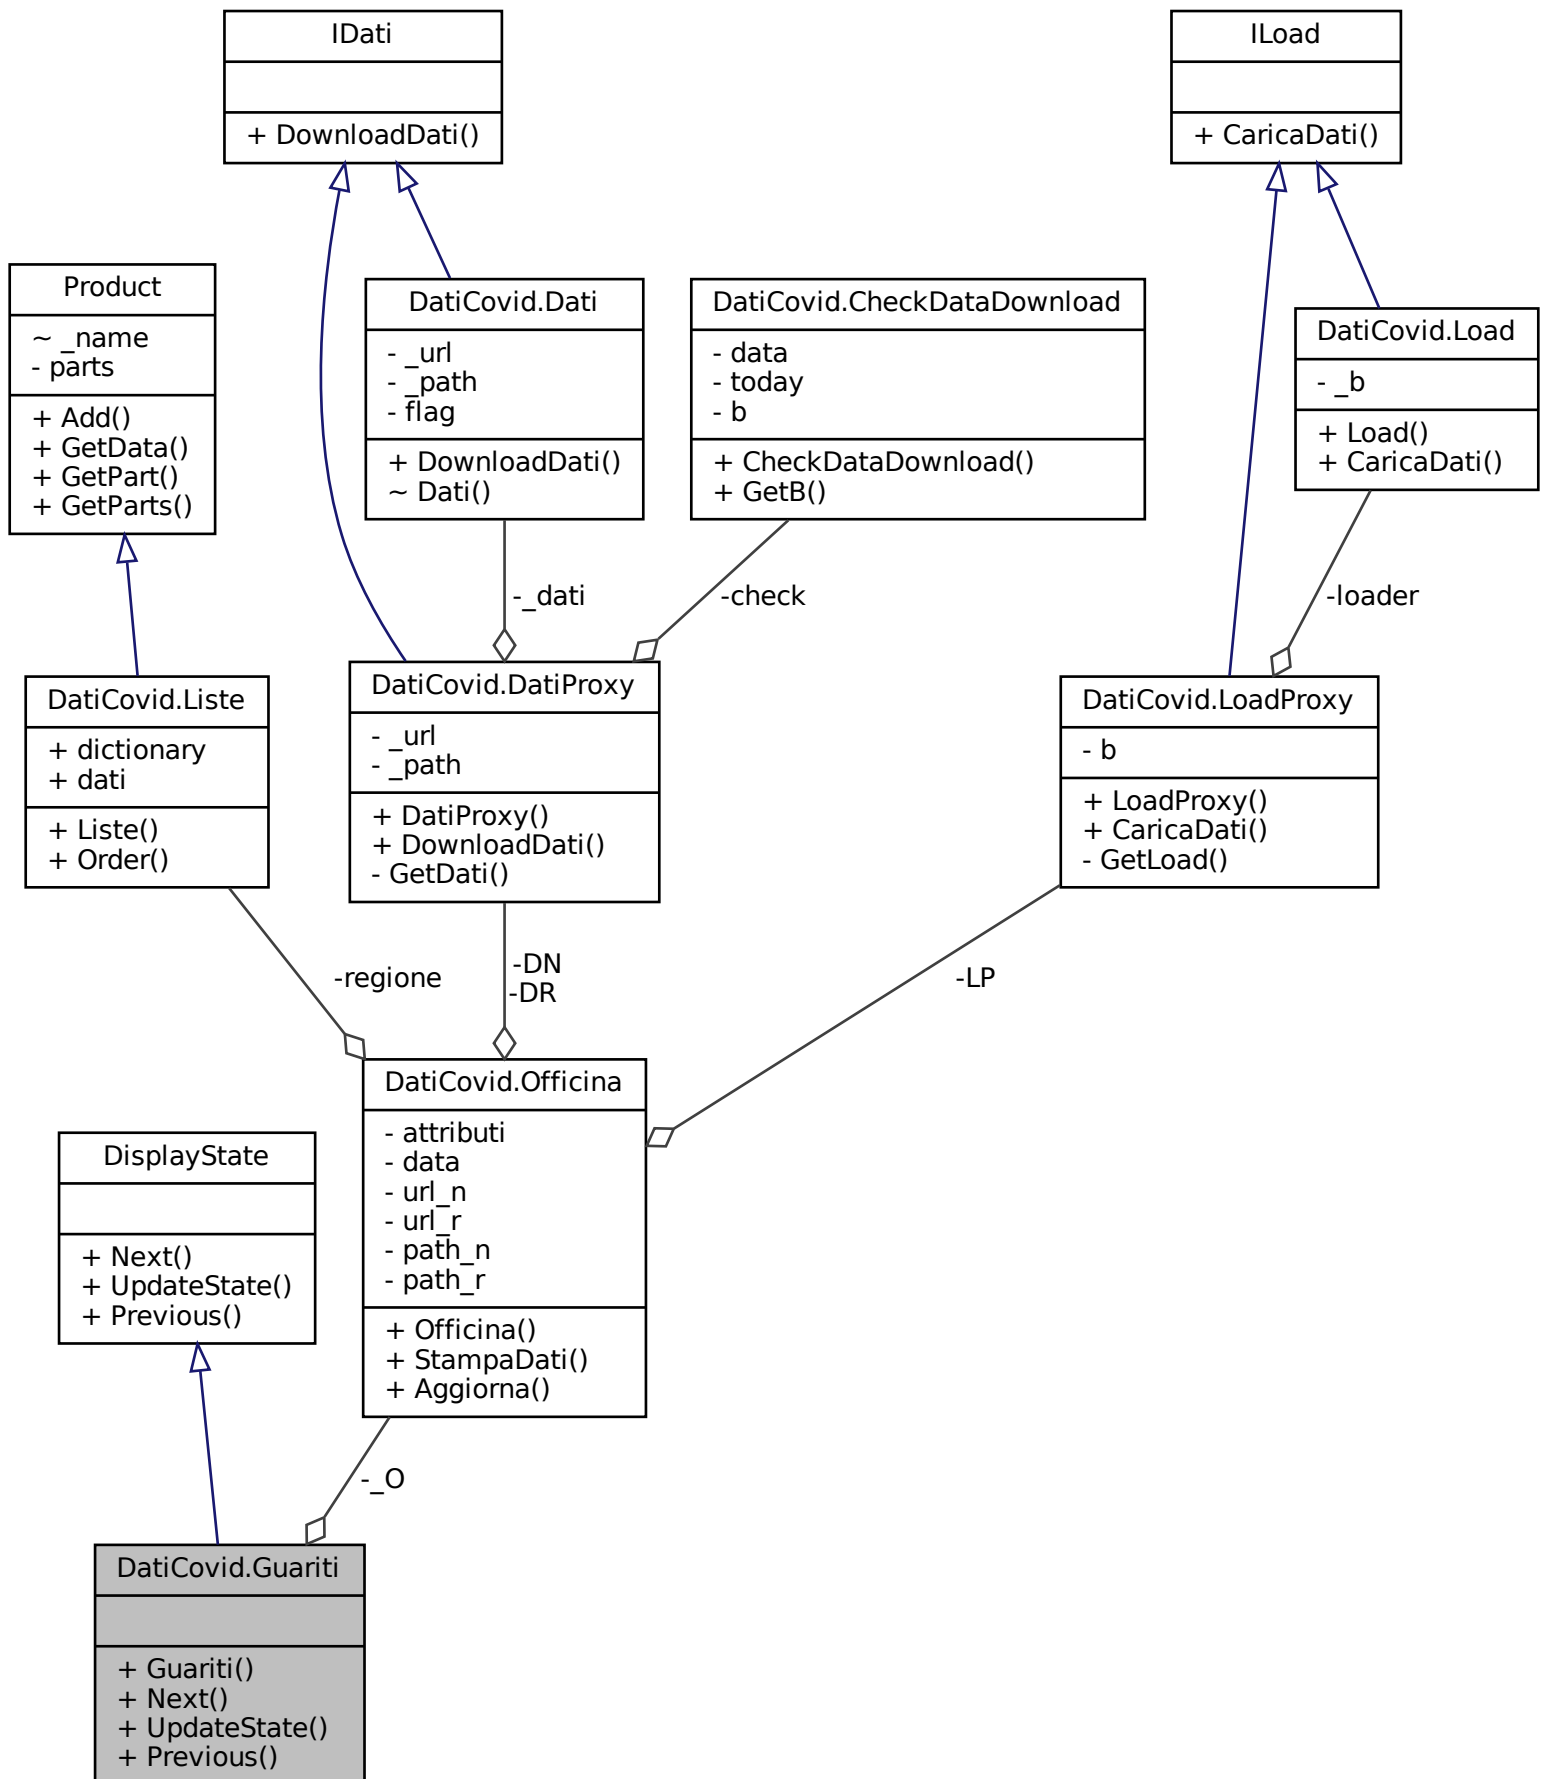 IDati
+ DownloadDati()
ILoad
+ CaricaDati()
Product
~ _name
- parts
+ Add()
+ GetData()
+ GetPart()
+ GetParts()
DatiCovid.Dati
- _url
- _path
- flag
+ DownloadDati()
~ Dati()
DatiCovid.CheckDataDownload
- data
- today
- b
+ CheckDataDownload()
+ GetB()
DatiCovid.Load
- _b
+ Load()
+ CaricaDati()
-_dati
-check
-loader
DatiCovid.Liste
+ dictionary
+ dati
+ Liste()
+ Order()
DatiCovid.DatiProxy
- _url
- _path
+ DatiProxy()
+ DownloadDati()
- GetDati()
DatiCovid.LoadProxy
- b
+ LoadProxy()
+ CaricaDati()
- GetLoad()
-regione
-DN
-DR
-LP
DatiCovid.Officina
- attributi
- data
- url_n
- url_r
- path_n
- path_r
+ Officina()
+ StampaDati()
+ Aggiorna()
DisplayState
+ Next()
+ UpdateState()
+ Previous()
-_O
DatiCovid.Guariti
+ Guariti()
+ Next()
+ UpdateState()
+ Previous()